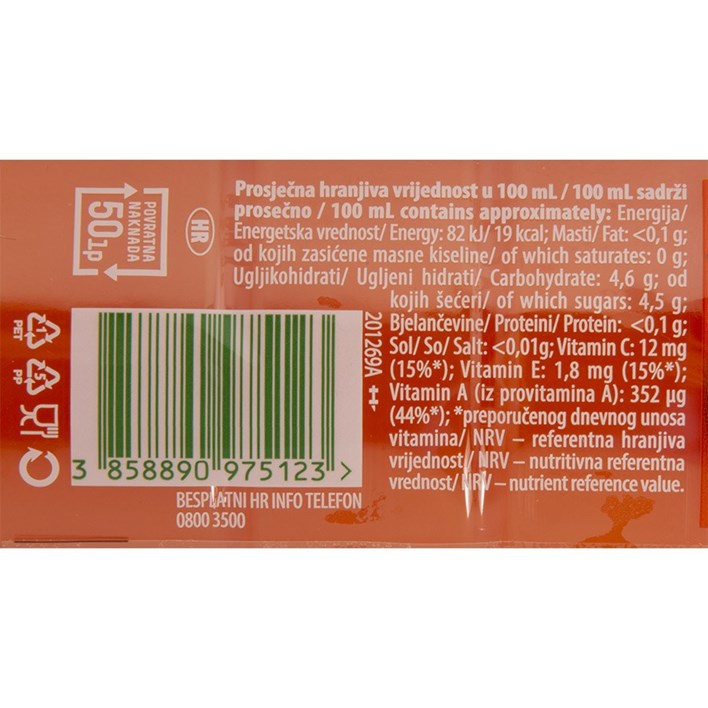 POVRATNA
NAKNADA
50 lp
HR
Prosječna hranjiva vrijednost u 100 mL / 100 mL sadrži
prosečno / 100 mL contains approximately: Energija/
Energetska vrednost/ Energy: 82 kJ/ 19 kcal; Masti/ Fat: <0,1 g;
od kojih zasićene masne kiseline/ of which saturates: 0 g;
Ugljikohidrati/ Ugljeni hidrati/ Carbohydrate: 4,6 g; od
kojih šećeri/ of which sugars: 4,5 g;
Bjelančevine/ Proteini/ Protein: <0,1 g;
Sol/ So/ Salt: <0,01g; Vitamin C: 12 mg
(15%*); Vitamin E: 1,8 mg (15%*);
Vitamin A (iz provitamina A): 352 µg
(44%*); *preporučenog dnevnog unosa
vitamina/ NRV – referentna hranjiva
vrijednost/ NRV – nutritivna referentna
vrednost/ NRV – nutrient reference value.
201269A
1
PET
5
PP
3 858890 975123 >
BESPLATNI HR INFO TELEFON
0800 3500